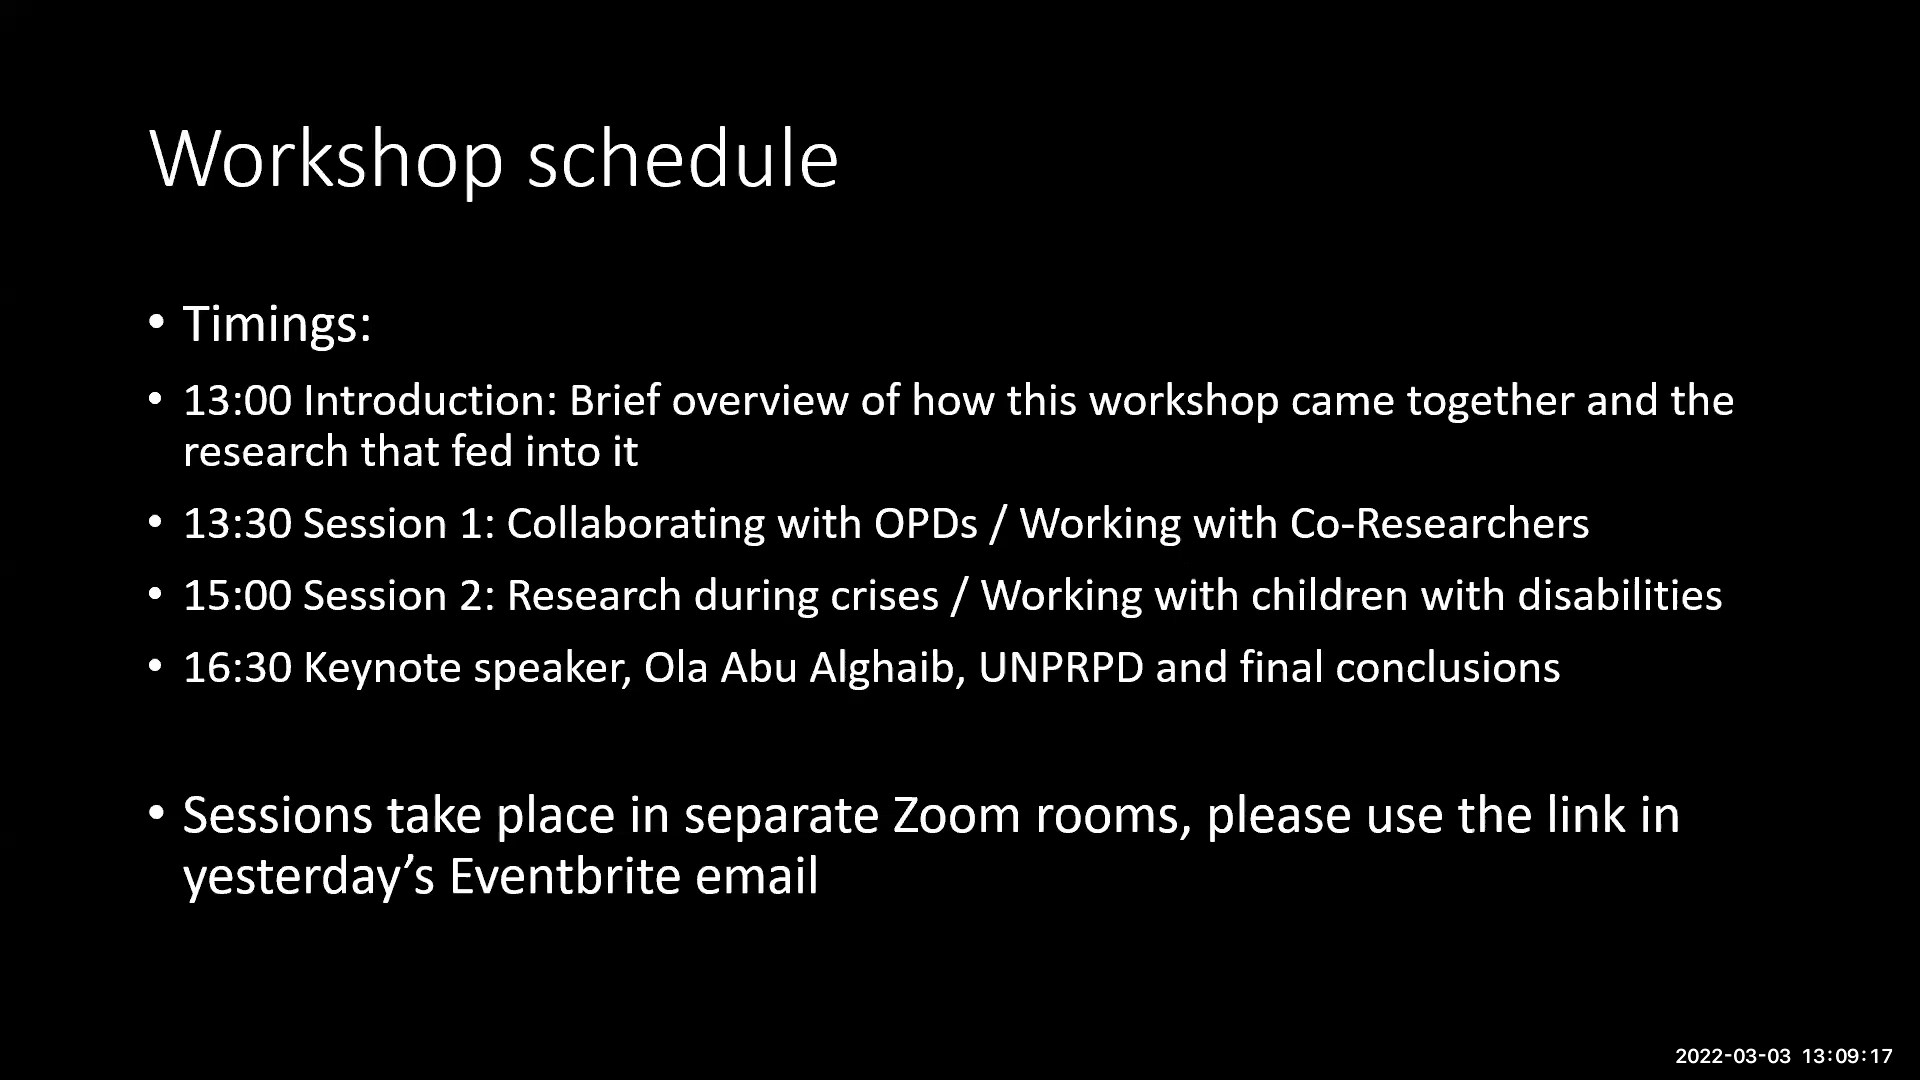 Workshop schedule
• Timings:
• 13:00 Introduction: Brief overview of how this workshop came together and the
research that fed into it
• 13:30 Session 1: Collaborating with OPDs / Working with Co-Researchers
• 15:00 Session 2: Research during crises / Working with children with disabilities
• 16:30 Keynote speaker, Ola Abu Alghaib, UNPRPD and final conclusions
• Sessions take place in separate Zoom rooms, please use the link in
yesterday’s Eventbrite email
2022-03-03 13:09:17